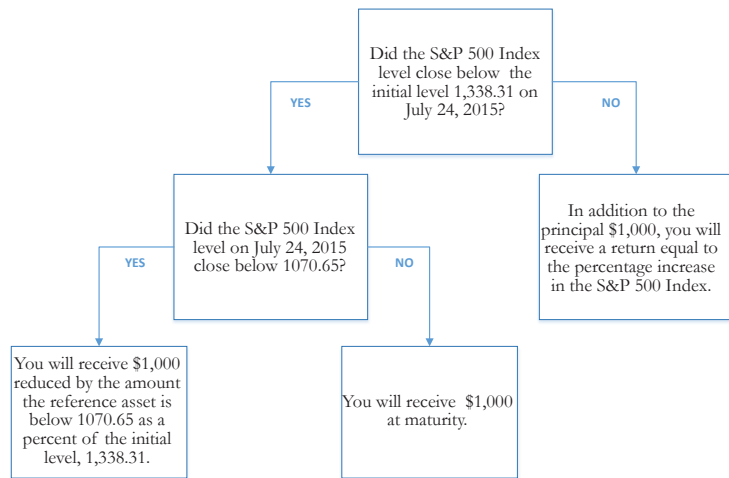 Did the S&P 500 Index
level close below the
initial level 1,338.31 on
July 24, 2015?
YES
NO
Did the S&P 500 Index
level on July 24, 2015
close below 1070.65?
In addition to the
principal $1,000, you will
receive a return equal to
the percentage increase
in the S&P 500 Index.
YES
NO
You will receive $1,000
reduced by the amount
the reference asset is
below 1070.65 as a
percent of the initial
level, 1,338.31.
You will receive $1,000
at maturity.